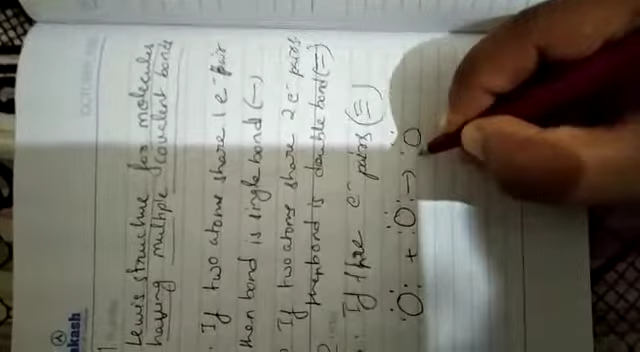 Lewis structure for molecules
having multiple covalent bonds
· If two atoms share 1 e⁻ pair
then bond is single bond (−)
· If two atoms share 2 e⁻ pairs
then bond is double bond (=)
· If three e⁻ pairs (≡)
:Ö: + :Ö: → :O
akash